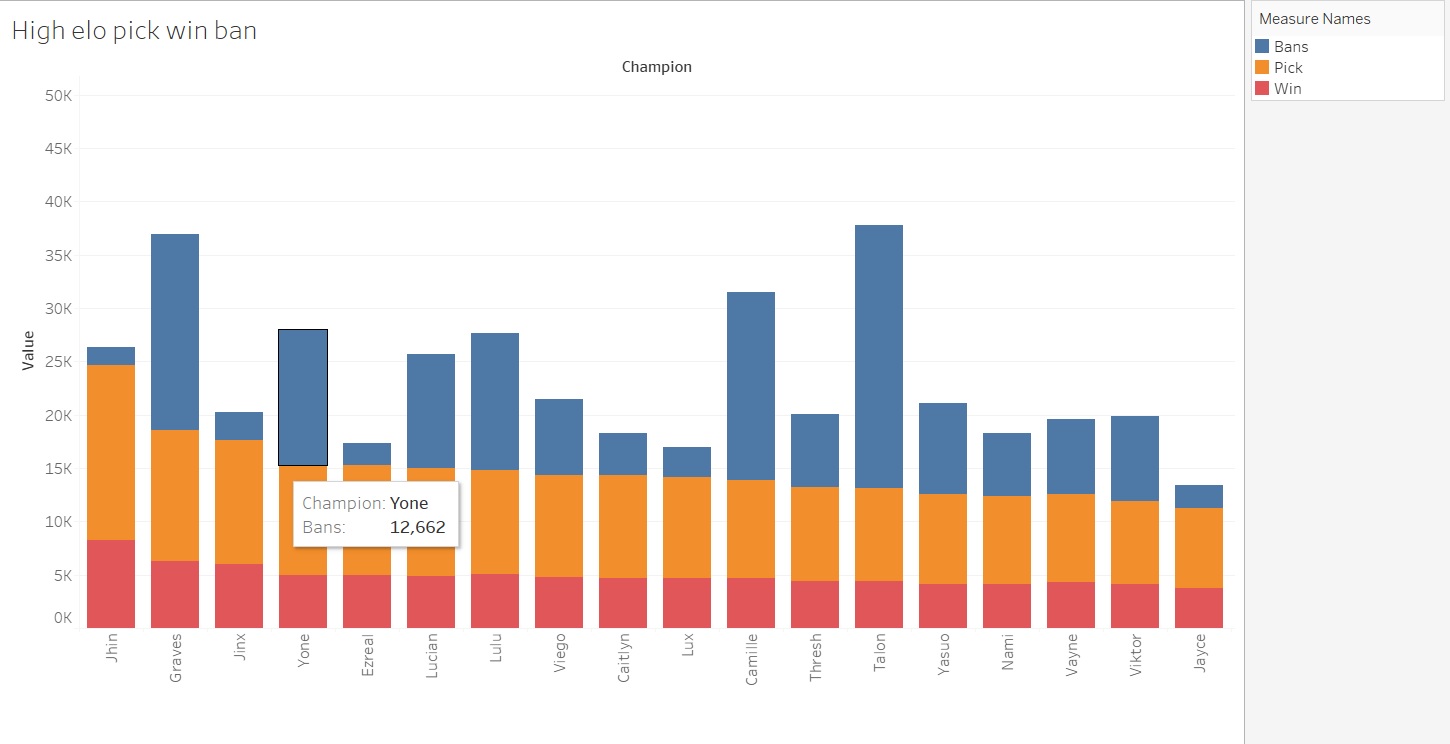 High elo pick win ban
Champion
50K
45K
40K
35K
30K
25K
20K
15K
10K
5K
0K
Value
Champion: Yone
Bans: 12,662
Jhin
Graves
Jinx
Yone
Ezreal
Lucian
Lulu
Viego
Caitlyn
Lux
Camille
Thresh
Talon
Yasuo
Nami
Vayne
Viktor
Jayce
Measure Names
Bans
Pick
Win